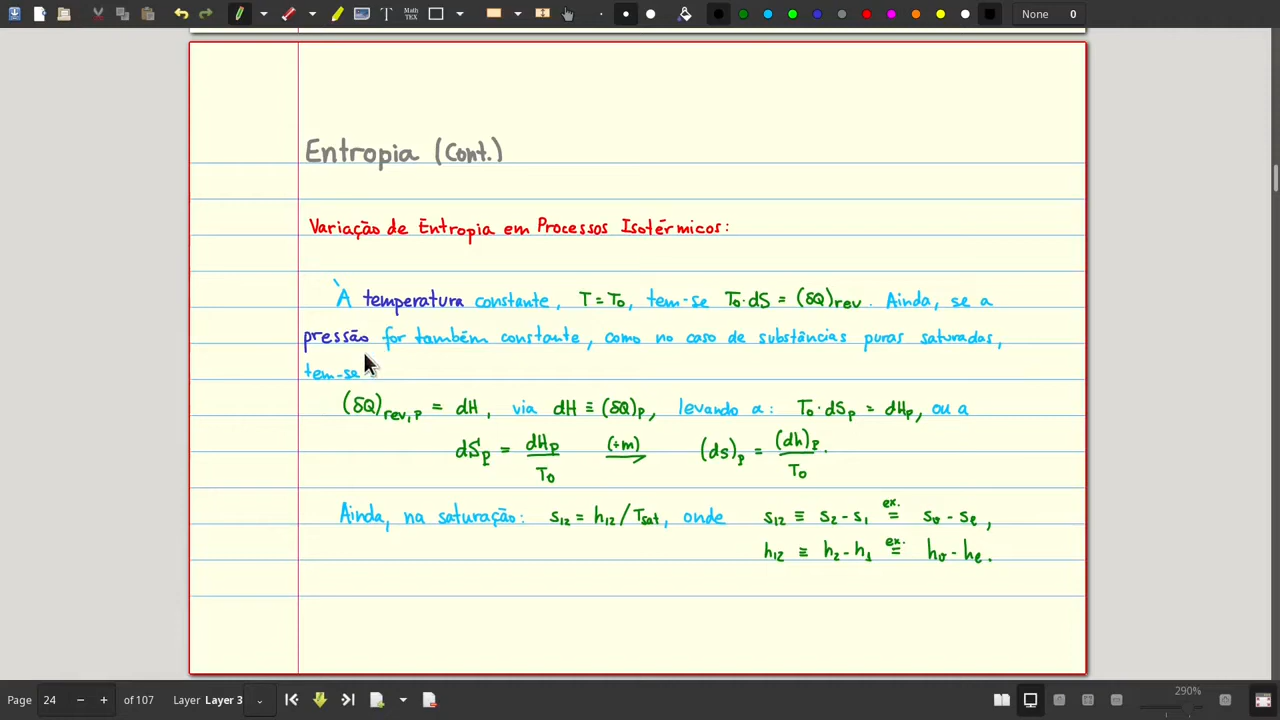 Math
TEX
None 0
Entropia (Cont.)
Variação de Entropia em Processos Isotérmicos:
À temperatura constante, T = T₀, tem-se T₀·dS = (δQ)rev. Ainda, se a
pressão for também constante, como no caso de substâncias puras saturadas,
tem-se
(δQ)rev,P = dH, via dH ≡ (δQ)P, levando a: T₀·dSP = dHP, ou a
dSP = dHP/T₀ (÷m) ⟶ (ds)P = (dh)P/T₀.
Ainda, na saturação: s₁₂ = h₁₂/Tsat, onde s₁₂ ≡ s₂ - s₁ ex.= sv - sℓ,
h₁₂ ≡ h₂ - h₁ ex.= hv - hℓ.
Page 24 of 107 Layer Layer 3 290%